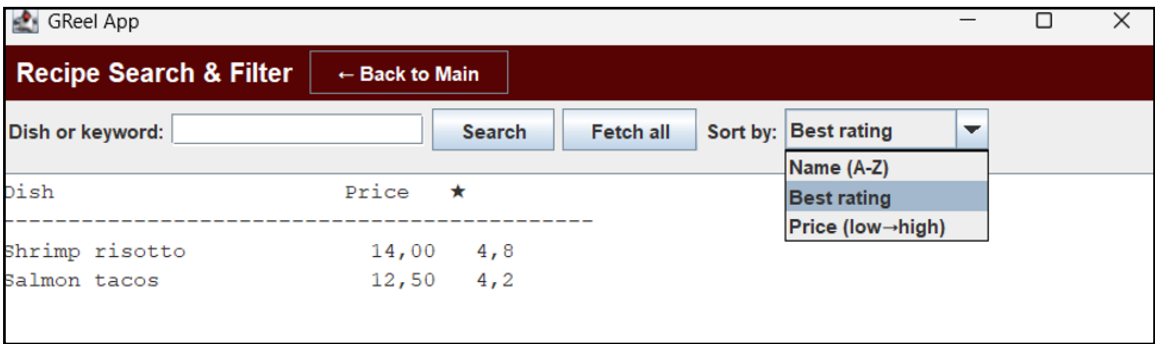 GReel App
Recipe Search & Filter ← Back to Main
Dish or keyword: Search Fetch all Sort by: Best rating
Name (A-Z)
Best rating
Price (low→high)
Dish Price ★
----------------------------------------------
Shrimp risotto 14,00 4,8
Salmon tacos 12,50 4,2